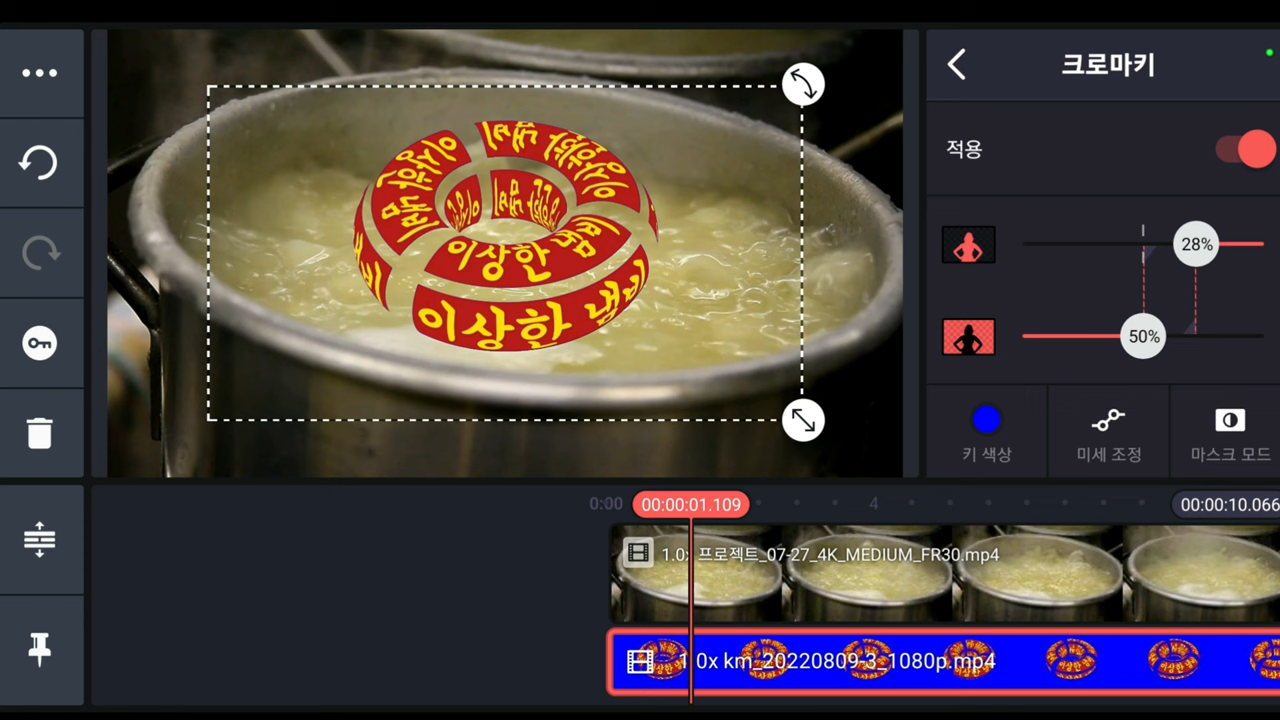 크로마키
적용
28%
50%
키 색상
미세 조정
마스크 모드
이상한
이상한 냄비
0:00
00:00:01.109
4
00:00:10.066
1.0x 프로젝트_07-27_4K_MEDIUM_FR30.mp4
1.0x km_20220809-3_1080p.mp4